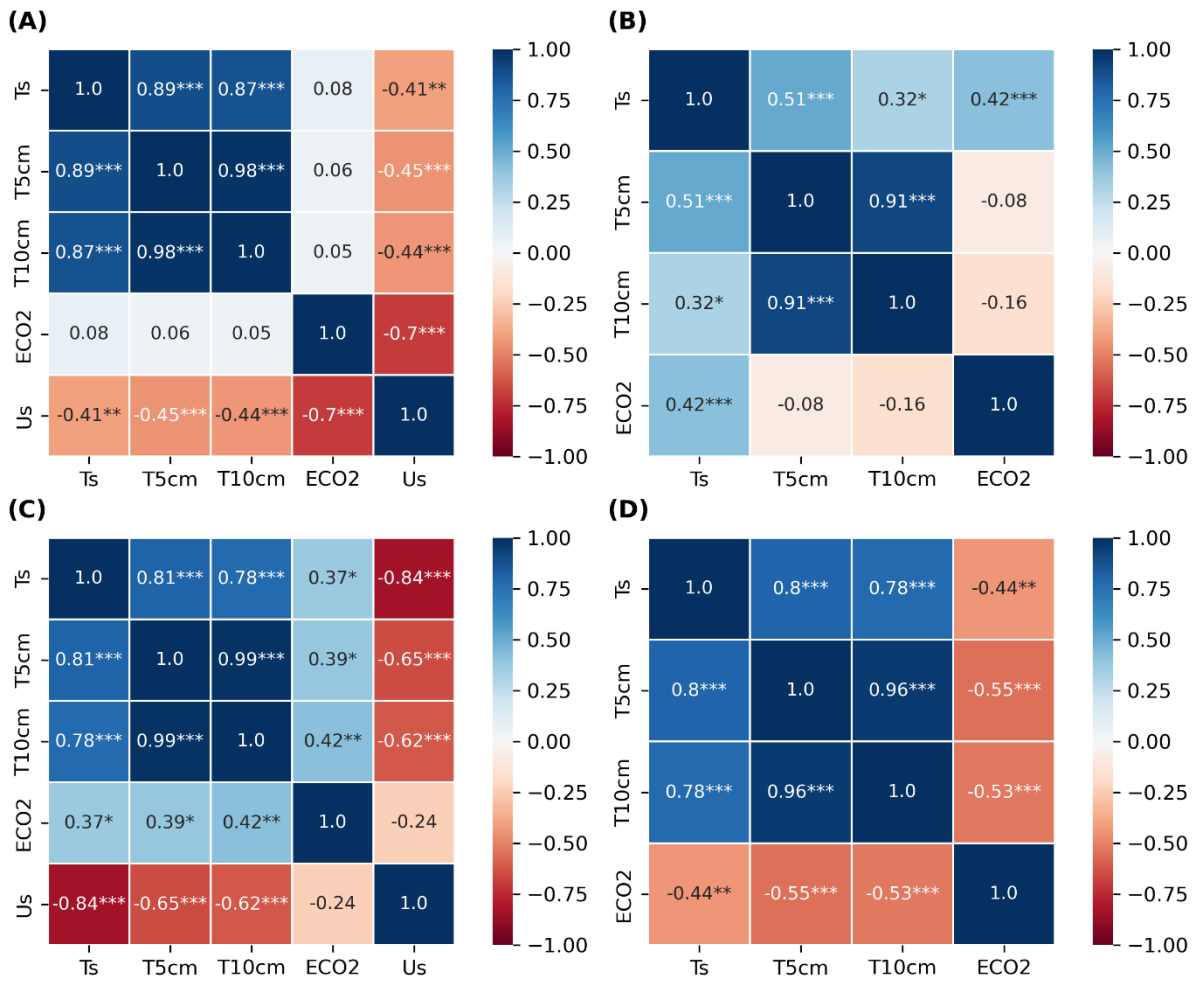 (A)
Ts 1.0 0.89*** 0.87*** 0.08 -0.41**
T5cm 0.89*** 1.0 0.98*** 0.06 -0.45***
T10cm 0.87*** 0.98*** 1.0 0.05 -0.44***
ECO2 0.08 0.06 0.05 1.0 -0.7***
Us -0.41** -0.45*** -0.44*** -0.7*** 1.0
Ts T5cm T10cm ECO2 Us
1.00
0.75
0.50
0.25
0.00
−0.25
−0.50
−0.75
−1.00
(B)
Ts 1.0 0.51*** 0.32* 0.42***
T5cm 0.51*** 1.0 0.91*** -0.08
T10cm 0.32* 0.91*** 1.0 -0.16
ECO2 0.42*** -0.08 -0.16 1.0
Ts T5cm T10cm ECO2
1.00
0.75
0.50
0.25
0.00
−0.25
−0.50
−0.75
−1.00
(C)
Ts 1.0 0.81*** 0.78*** 0.37* -0.84***
T5cm 0.81*** 1.0 0.99*** 0.39* -0.65***
T10cm 0.78*** 0.99*** 1.0 0.42** -0.62***
ECO2 0.37* 0.39* 0.42** 1.0 -0.24
Us -0.84*** -0.65*** -0.62*** -0.24 1.0
Ts T5cm T10cm ECO2 Us
1.00
0.75
0.50
0.25
0.00
−0.25
−0.50
−0.75
−1.00
(D)
Ts 1.0 0.8*** 0.78*** -0.44**
T5cm 0.8*** 1.0 0.96*** -0.55***
T10cm 0.78*** 0.96*** 1.0 -0.53***
ECO2 -0.44** -0.55*** -0.53*** 1.0
Ts T5cm T10cm ECO2
1.00
0.75
0.50
0.25
0.00
−0.25
−0.50
−0.75
−1.00